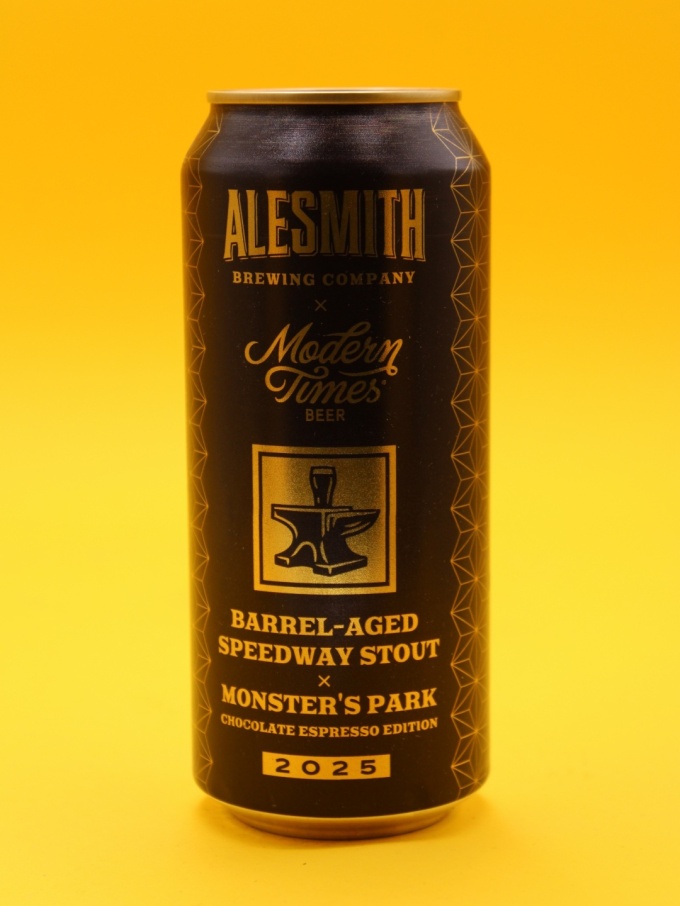 ALESMITH
BREWING COMPANY
×
Modern
Times
BEER
BARREL-AGED
SPEEDWAY STOUT
×
MONSTER'S PARK
CHOCOLATE ESPRESSO EDITION
2025